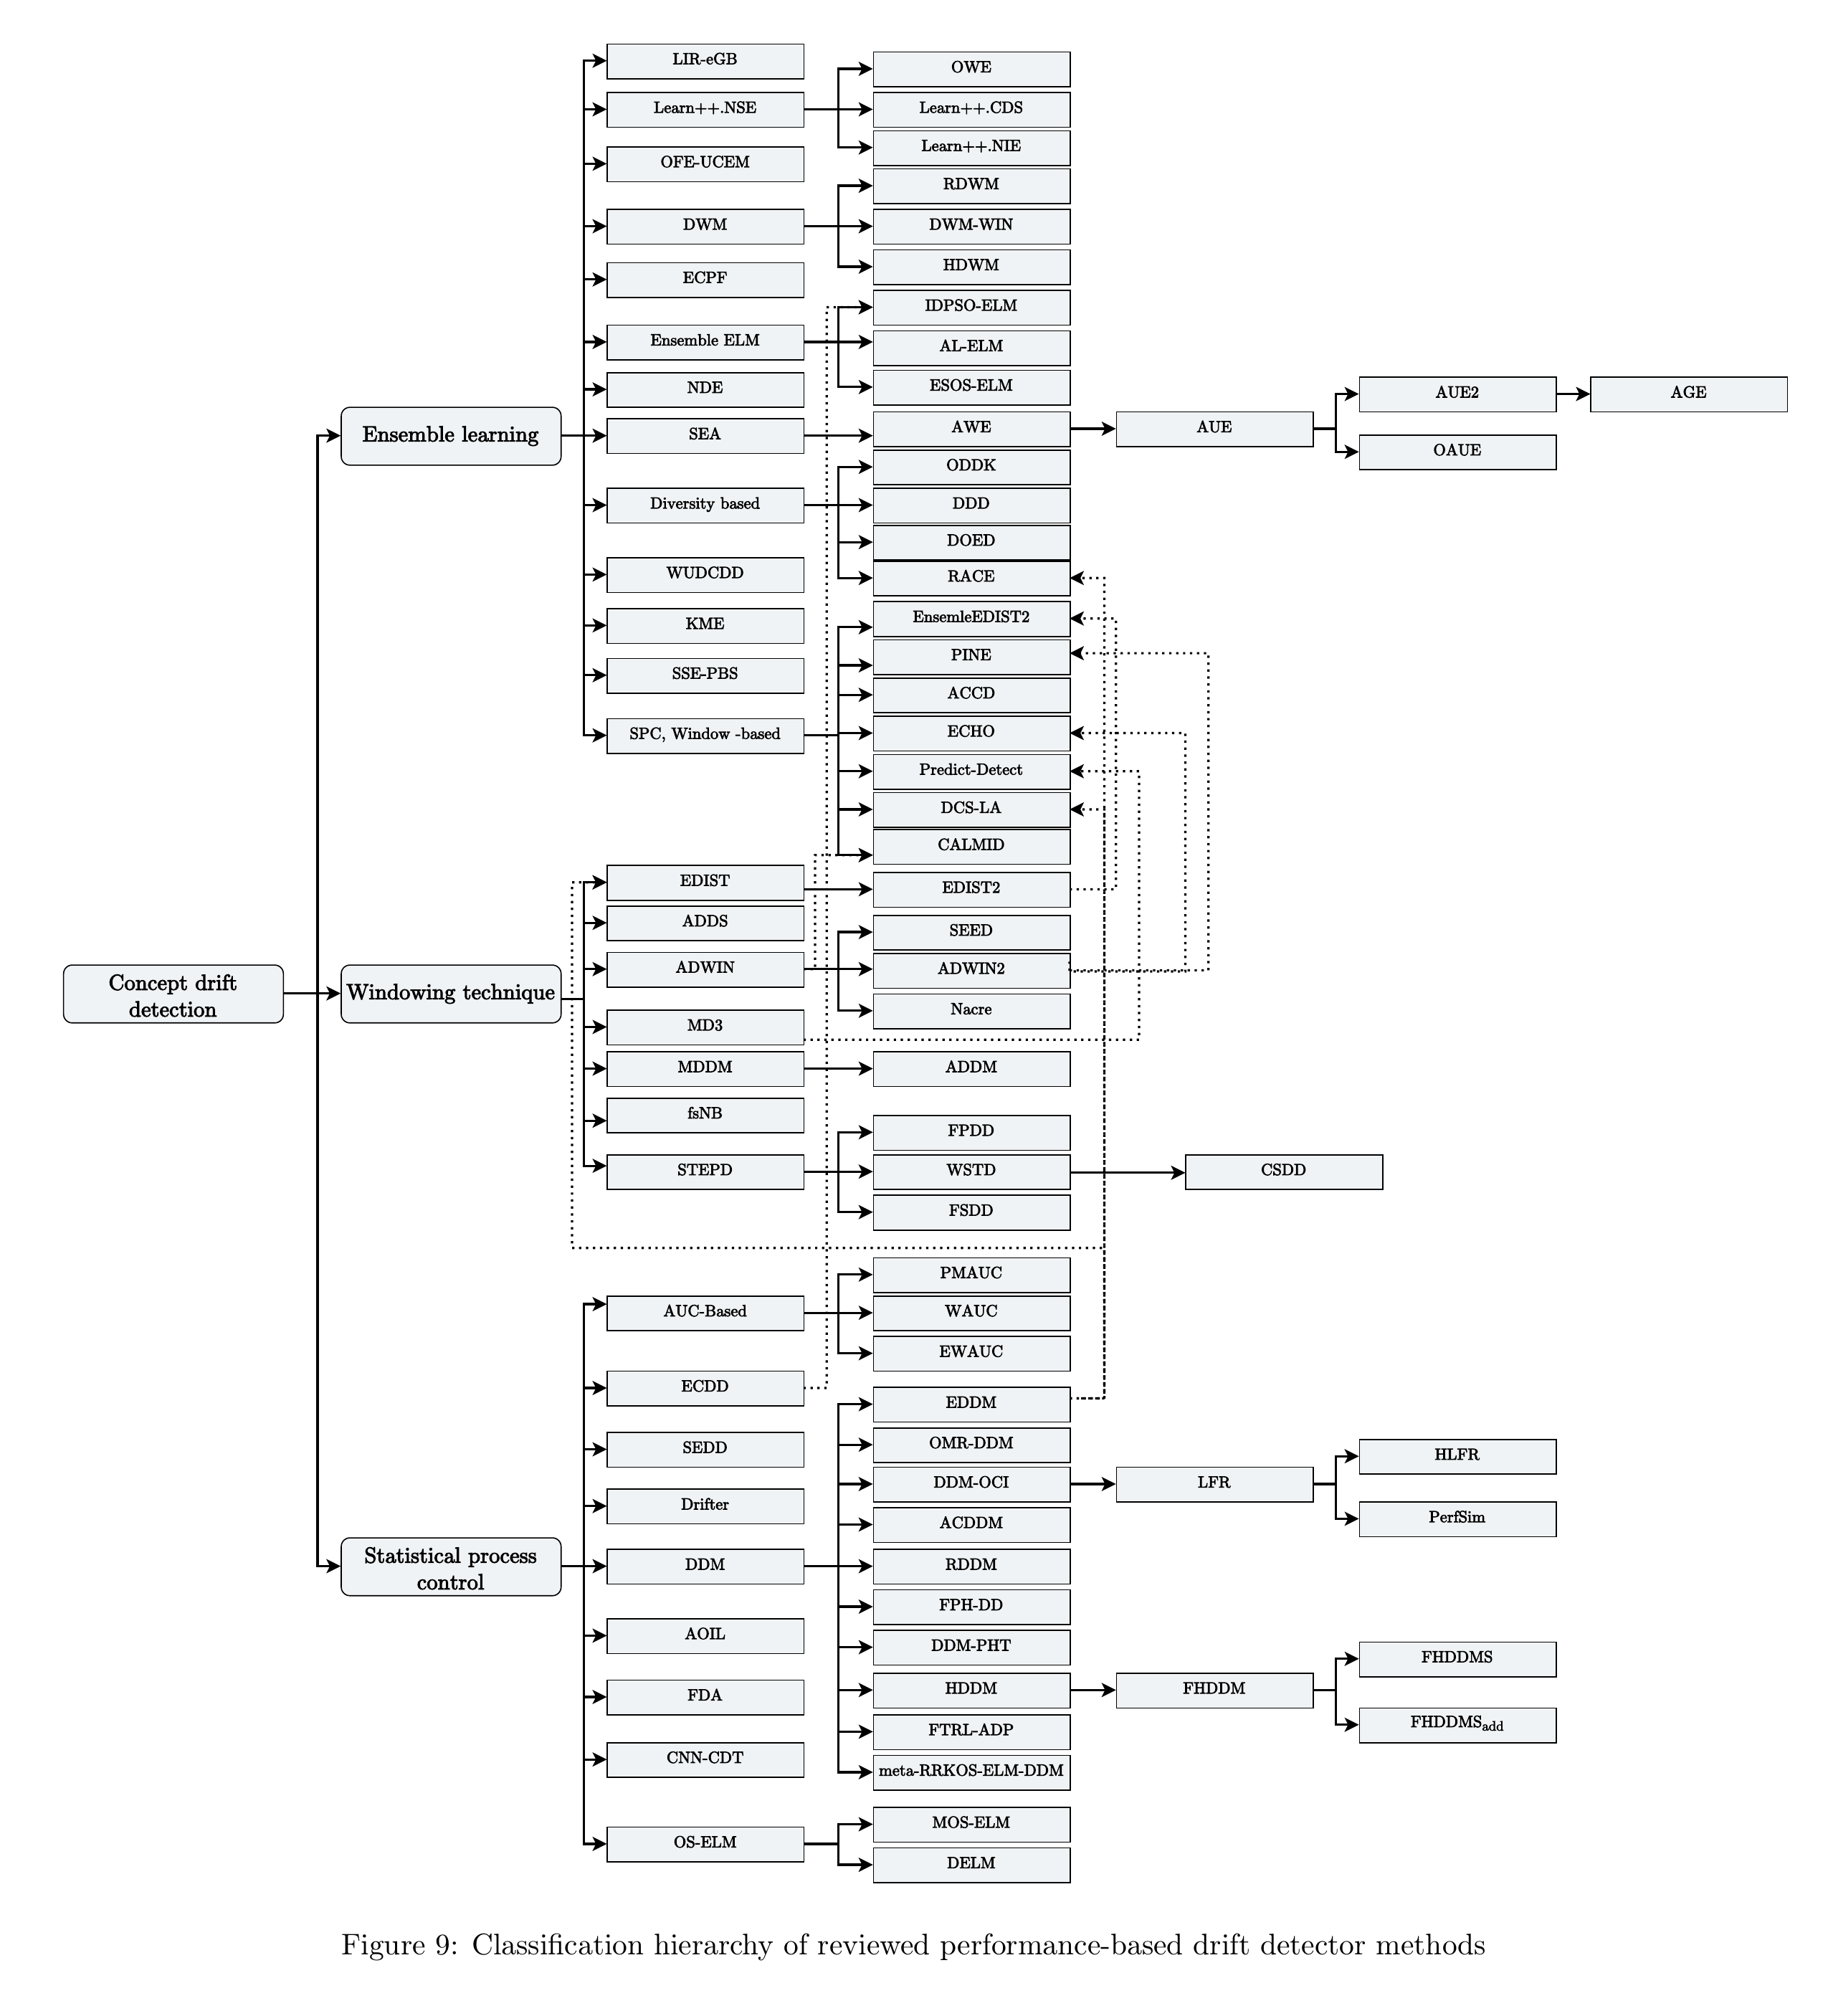 LIR-eGB
OWE
Learn++.NSE
Learn++.CDS
Learn++.NIE
OFE-UCEM
RDWM
DWM
DWM-WIN
HDWM
ECPF
IDPSO-ELM
Ensemble ELM
AL-ELM
ESOS-ELM
NDE
AUE2
AGE
Ensemble learning
SEA
AWE
AUE
OAUE
ODDK
Diversity based
DDD
DOED
WUDCDD
RACE
KME
EnsemleEDIST2
PINE
SSE-PBS
ACCD
SPC, Window -based
ECHO
Predict-Detect
DCS-LA
CALMID
EDIST
EDIST2
ADDS
SEED
ADWIN
ADWIN2
Concept drift
detection
Windowing technique
Nacre
MD3
MDDM
ADDM
fsNB
FPDD
STEPD
WSTD
CSDD
FSDD
PMAUC
AUC-Based
WAUC
EWAUC
ECDD
EDDM
SEDD
OMR-DDM
HLFR
DDM-OCI
LFR
Drifter
ACDDM
PerfSim
Statistical process
control
DDM
RDDM
FPH-DD
AOIL
DDM-PHT
FHDDMS
FDA
HDDM
FHDDM
FTRL-ADP
FHDDMSadd
CNN-CDT
meta-RRKOS-ELM-DDM
MOS-ELM
OS-ELM
DELM
Figure 9: Classification hierarchy of reviewed performance-based drift detector methods